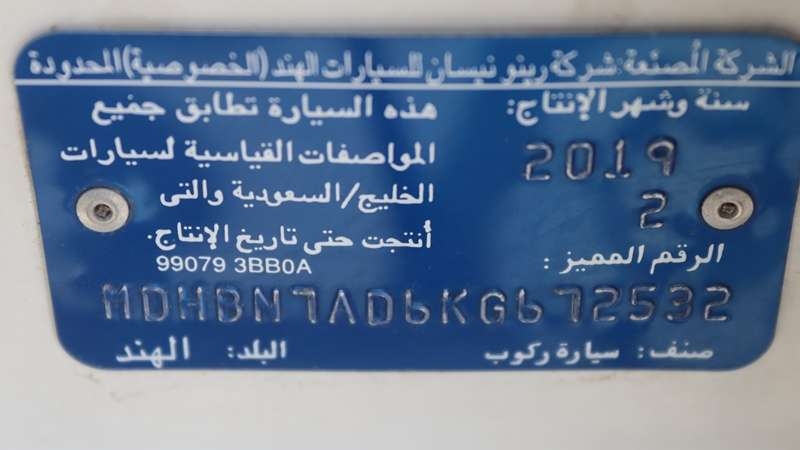 الشركة المصنعة: شركة رينو نيسان للسيارات الهند (الخصوصية) المحدودة
سنة وشهر الإنتاج:
2019
2
هذه السيارة تطابق جميع
المواصفات القياسية لسيارات
الخليج/السعودية والتى
أنتجت حتى تاريخ الإنتاج.
99079 3BB0A
الرقم المميز:
MDHBN7AD6KG672532
صنف: سيارة ركوب
البلد: الهند